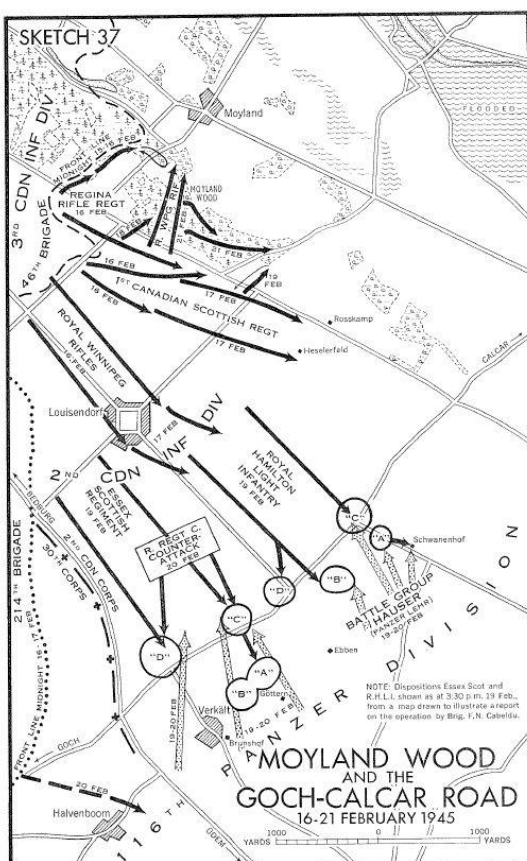 SKETCH 37
Moyland
FLOODED
3RD CDN INF DIV
FRONT LINE
MIDNIGHT 15-16 FEB
REGINA
RIFLE REGT
16 FEB
46TH BRIGADE
R. WPG RIF
MOYLAND
WOOD
21 FEB
16 FEB
18 FEB
1ST CANADIAN SCOTTISH REGT
17 FEB
17 FEB
19
FEB
Rosskamp
Heselerfeld
CALCAR
ROYAL WINNIPEG
RIFLES
16 FEB
Louisendorf
17 FEB
2ND CDN INF DIV
ROYAL
HAMILTON
LIGHT
INFANTRY
19 FEB
ESSEX
SCOTTISH
REGIMENT
19 FEB
R. REGT C.
COUNTER-
ATTACK
20 FEB
BEDBURG
2ND CDN CORPS
30TH CORPS
214TH BRIGADE
FRONT LINE MIDNIGHT 16-17 FEB
"C"
"A"
Schwanenhof
"B"
"D"
BATTLE GROUP
HAUSER
(PANZER LEHR)
19-20 FEB
"C"
"D"
"A"
"B"
Göttern
Ebben
19-20 FEB
19-20 FEB
Verkält
Brunshof
116TH PANZER DIVISION
GOCH
20 FEB
Halvenboom
UDEM
NOTE: Dispositions Essex Scot and
R.H.L.I. shown as at 3:30 p.m. 19 Feb.,
from a map drawn to illustrate a report
on the operation by Brig. F.N. Cabeldu.
MOYLAND WOOD
AND THE
GOCH-CALCAR ROAD
16-21 FEBRUARY 1945
1000 0 1000
YARDS YARDS